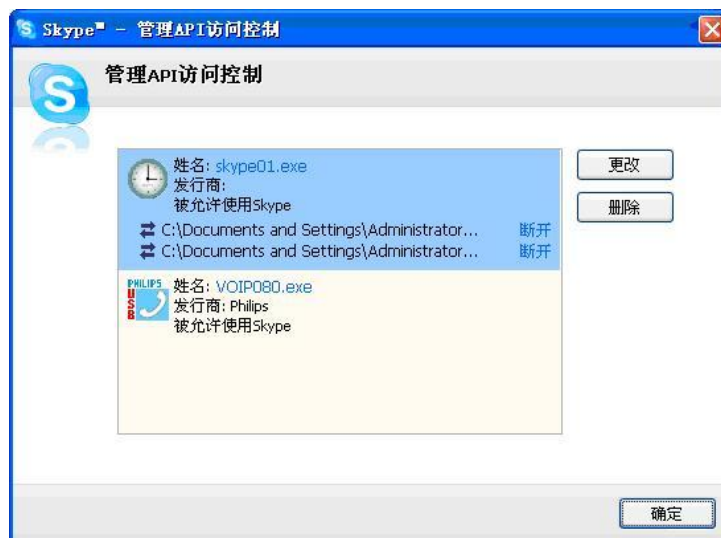 Skype™ - 管理API访问控制
管理API访问控制
姓名: skype01.exe
发行商:
被允许使用Skype
C:\Documents and Settings\Administrator... 断开
C:\Documents and Settings\Administrator... 断开
更改
删除
PHILIPS
USB
姓名: VOIP080.exe
发行商: Philips
被允许使用Skype
确定